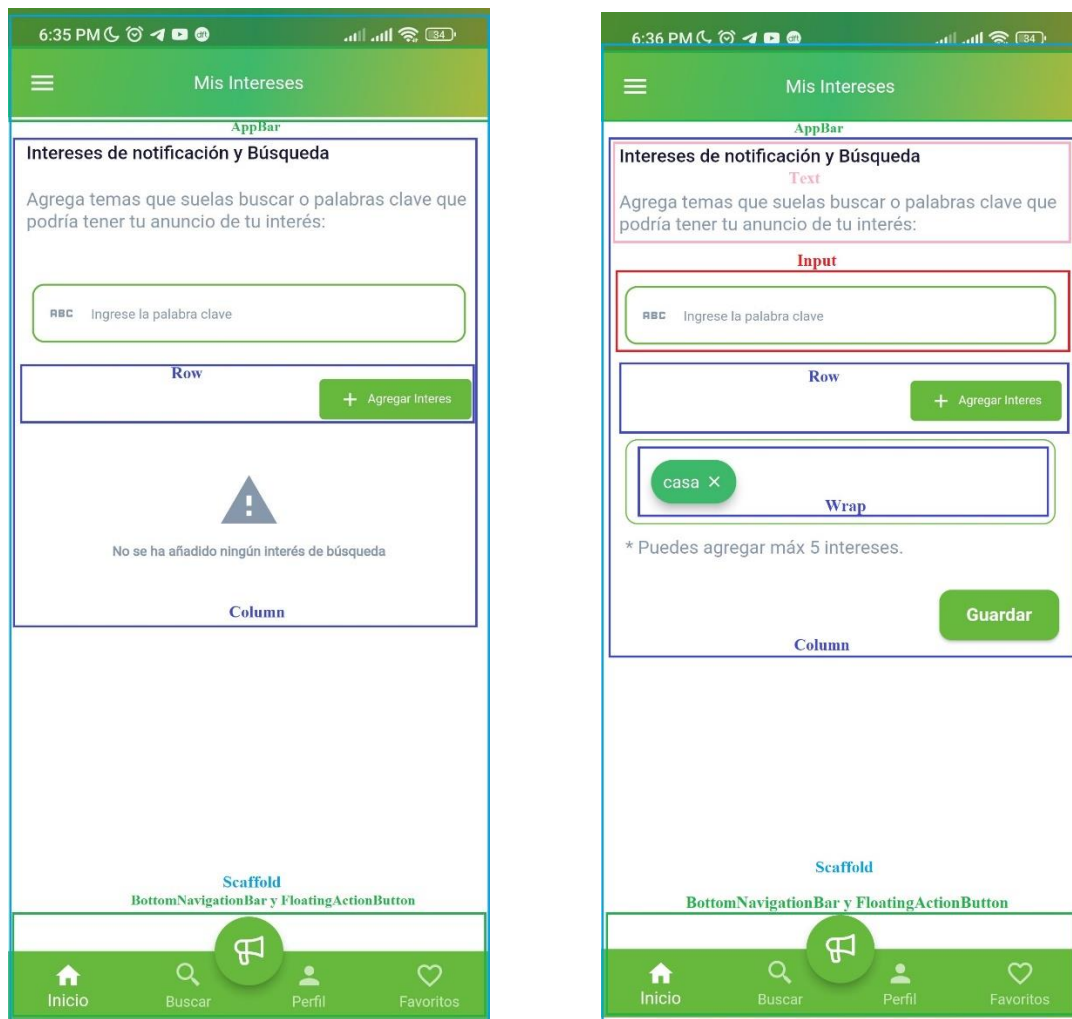 6:35 PM
34
Mis Intereses
AppBar
Intereses de notificación y Búsqueda
Agrega temas que suelas buscar o palabras clave que
podría tener tu anuncio de tu interés:
ABC Ingrese la palabra clave
Row
+ Agregar Interes
No se ha añadido ningún interés de búsqueda
Column
Scaffold
BottomNavigationBar y FloatingActionButton
Inicio Buscar Perfil Favoritos
6:36 PM
34
Mis Intereses
AppBar
Intereses de notificación y Búsqueda
Text
Agrega temas que suelas buscar o palabras clave que
podría tener tu anuncio de tu interés:
Input
ABC Ingrese la palabra clave
Row
+ Agregar Interes
casa ×
Wrap
* Puedes agregar máx 5 intereses.
Guardar
Column
Scaffold
BottomNavigationBar y FloatingActionButton
Inicio Buscar Perfil Favoritos